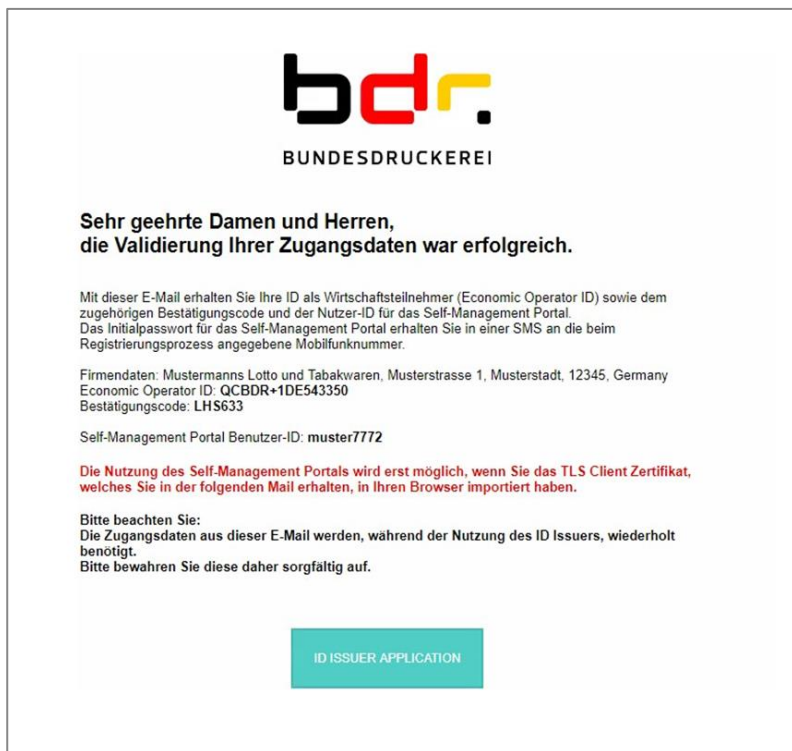 bdr.
BUNDESDRUCKEREI
Sehr geehrte Damen und Herren,
die Validierung Ihrer Zugangsdaten war erfolgreich.
Mit dieser E-Mail erhalten Sie Ihre ID als Wirtschaftsteilnehmer (Economic Operator ID) sowie dem
zugehörigen Bestätigungscode und der Nutzer-ID für das Self-Management Portal.
Das Initialpasswort für das Self-Management Portal erhalten Sie in einer SMS an die beim
Registrierungsprozess angegebene Mobilfunknummer.
Firmendaten: Mustermanns Lotto und Tabakwaren, Musterstrasse 1, Musterstadt, 12345, Germany
Economic Operator ID: QCBDR+1DE543350
Bestätigungscode: LHS633
Self-Management Portal Benutzer-ID: muster7772
Die Nutzung des Self-Management Portals wird erst möglich, wenn Sie das TLS Client Zertifikat,
welches Sie in der folgenden Mail erhalten, in Ihren Browser importiert haben.
Bitte beachten Sie:
Die Zugangsdaten aus dieser E-Mail werden, während der Nutzung des ID Issuers, wiederholt
benötigt.
Bitte bewahren Sie diese daher sorgfältig auf.
ID ISSUER APPLICATION